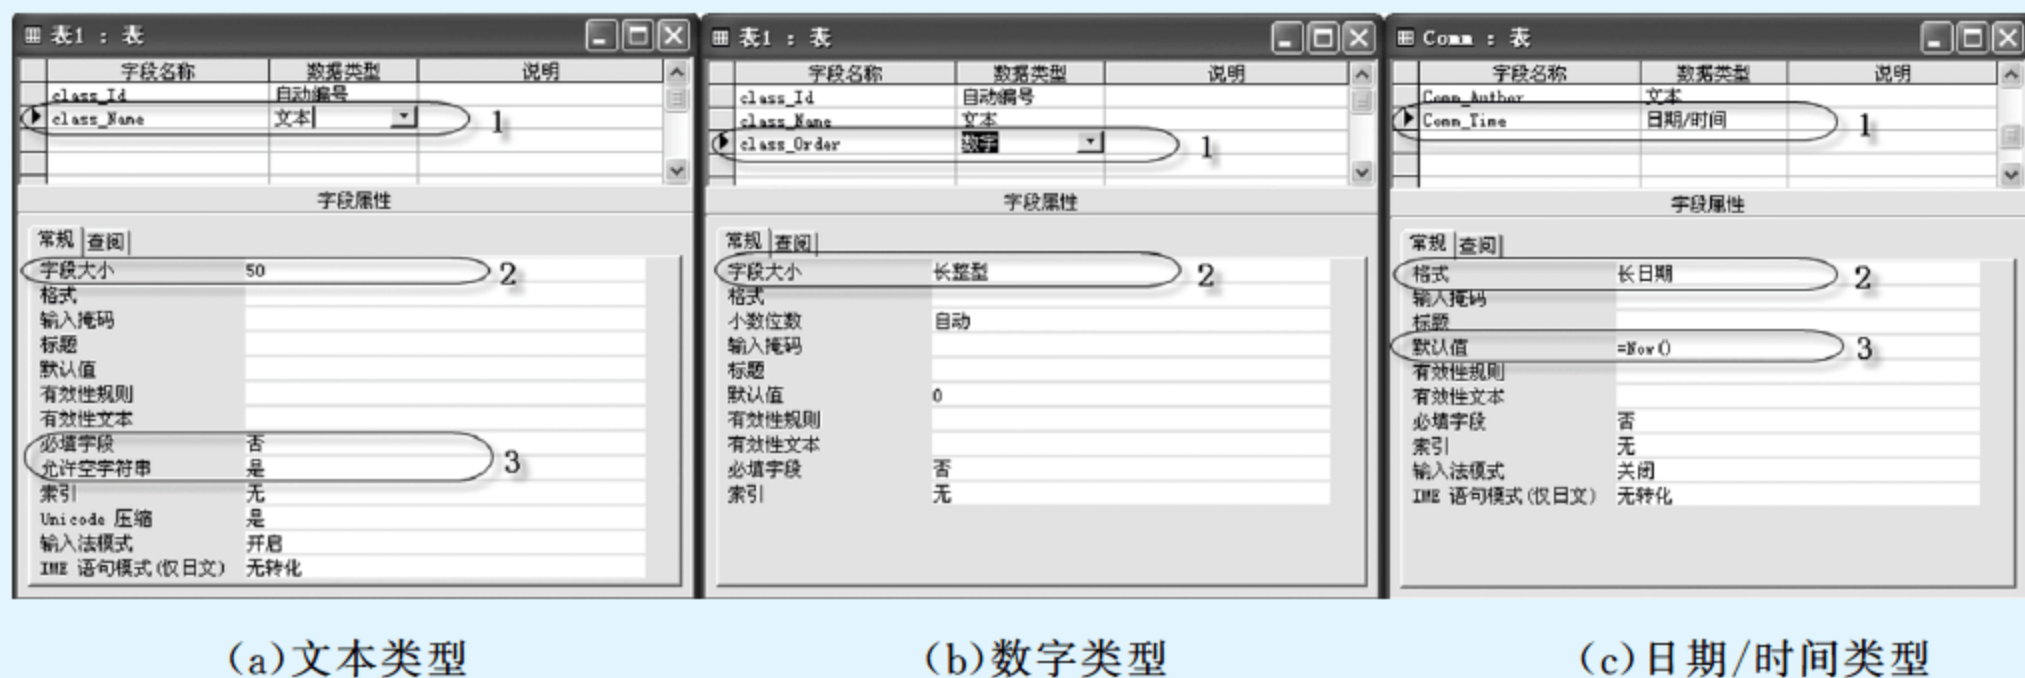 表1 : 表
字段名称 数据类型 说明
class_Id 自动编号
class_Name 文本 1
字段属性
常规 查阅
字段大小 50 2
格式
输入掩码
标题
默认值
有效性规则
有效性文本
必填字段 否
允许空字符串 是 3
索引 无
Unicode 压缩 是
输入法模式 开启
IME 语句模式(仅日文) 无转化
(a)文本类型
表1 : 表
字段名称 数据类型 说明
class_Id 自动编号
class_Name 文本
class_Order 数字 1
字段属性
常规 查阅
字段大小 长整型 2
格式
小数位数 自动
输入掩码
标题
默认值 0
有效性规则
有效性文本
必填字段 否
索引 无
(b)数字类型
Comm : 表
字段名称 数据类型 说明
Comm_Author 文本
Comm_Time 日期/时间 1
字段属性
常规 查阅
格式 长日期 2
输入掩码
标题
默认值 =Now() 3
有效性规则
有效性文本
必填字段 否
索引 无
输入法模式 关闭
IME 语句模式(仅日文) 无转化
(c)日期/时间类型